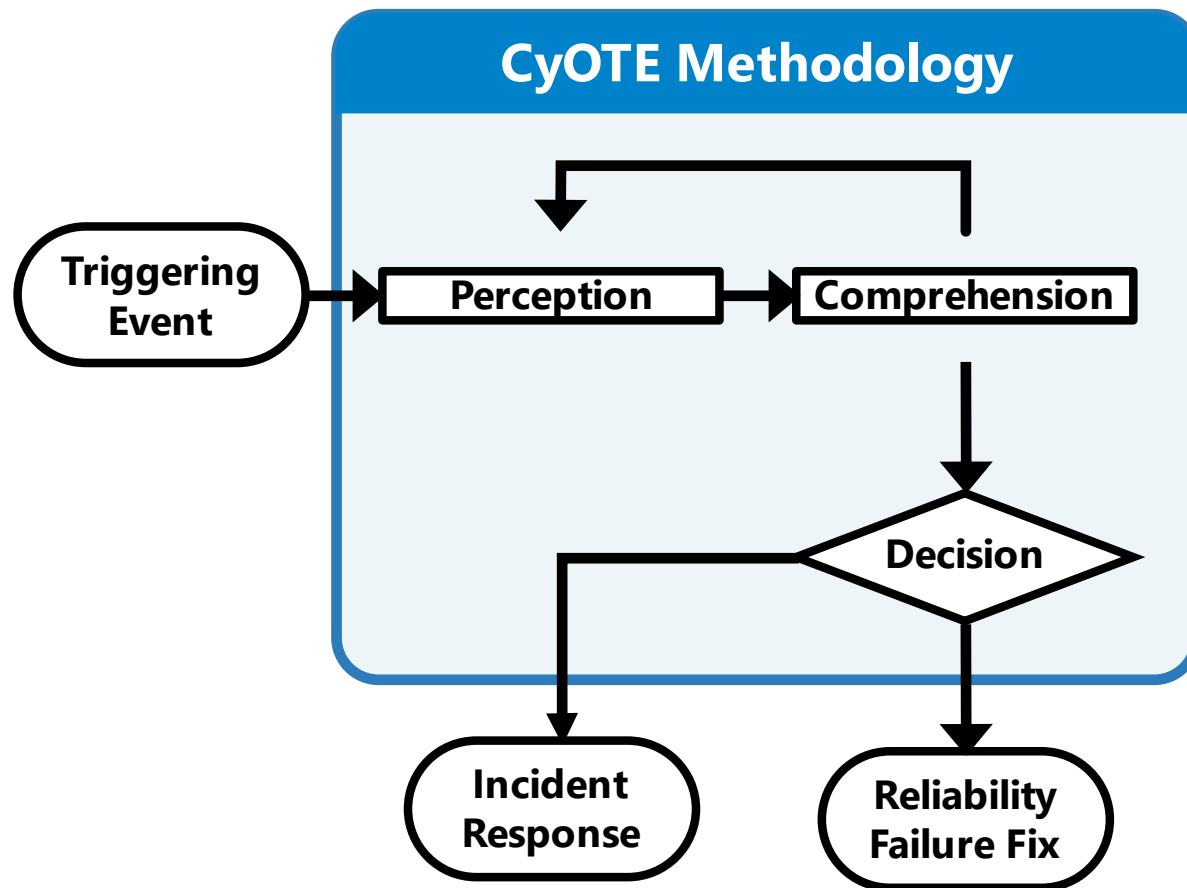 CyOTE Methodology
Triggering
Event
Perception
Comprehension
Decision
Incident
Response
Reliability
Failure Fix